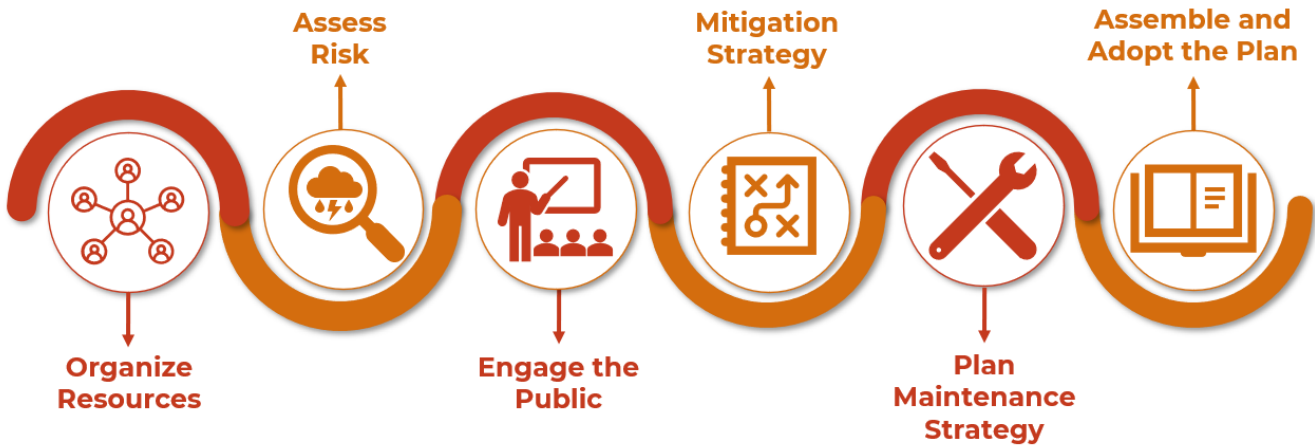 Organize
Resources
Assess
Risk
Engage the
Public
Mitigation
Strategy
Plan
Maintenance
Strategy
Assemble and
Adopt the Plan